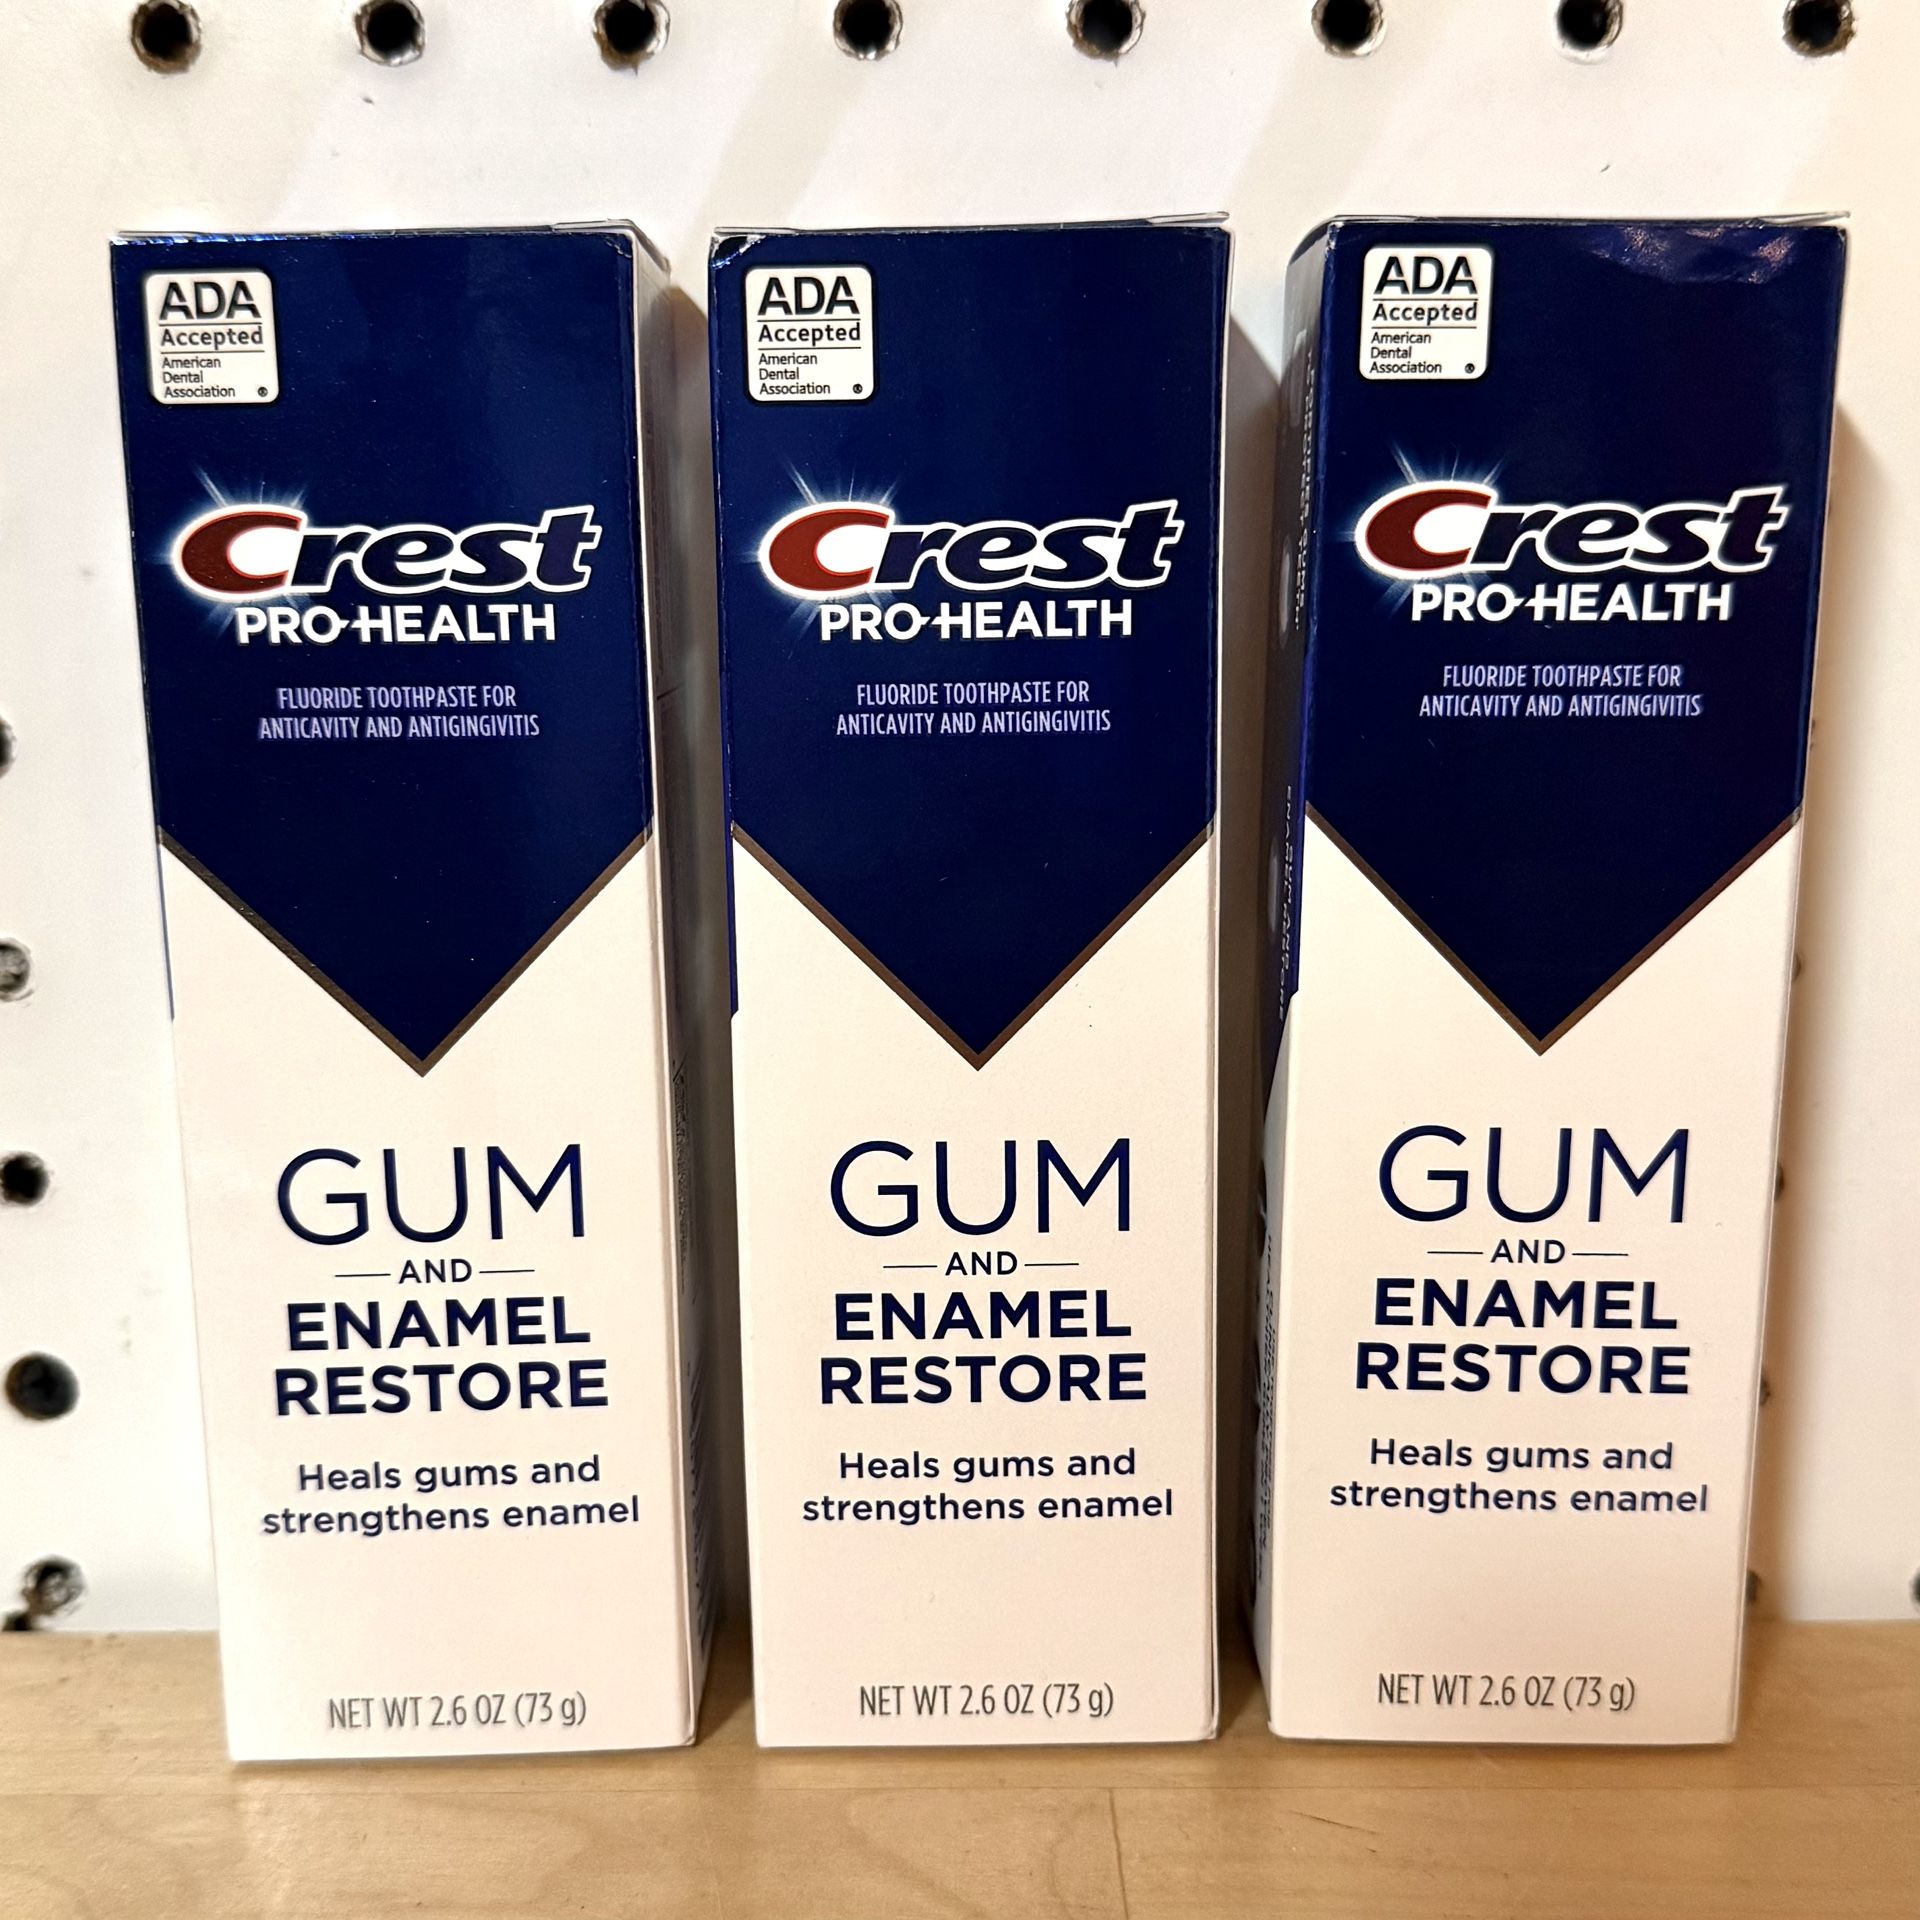 ADA
Accepted
American
Dental
Association ®
Crest
PRO-HEALTH
FLUORIDE TOOTHPASTE FOR
ANTICAVITY AND ANTIGINGIVITIS
GUM
AND
ENAMEL
RESTORE
Heals gums and
strengthens enamel
NET WT 2.6 OZ (73 g)
ADA
Accepted
American
Dental
Association ®
Crest
PRO-HEALTH
FLUORIDE TOOTHPASTE FOR
ANTICAVITY AND ANTIGINGIVITIS
GUM
AND
ENAMEL
RESTORE
Heals gums and
strengthens enamel
NET WT 2.6 OZ (73 g)
ADA
Accepted
American
Dental
Association ®
Crest
PRO-HEALTH
FLUORIDE TOOTHPASTE FOR
ANTICAVITY AND ANTIGINGIVITIS
GUM
AND
ENAMEL
RESTORE
Heals gums and
strengthens enamel
NET WT 2.6 OZ (73 g)